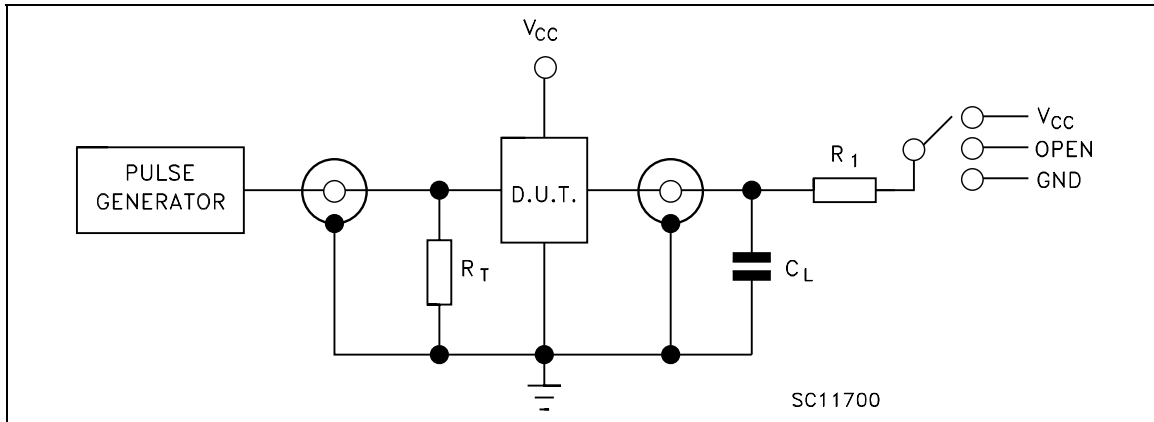 VCC
PULSE
GENERATOR
D.U.T.
RT
CL
R1
VCC
OPEN
GND
SC11700